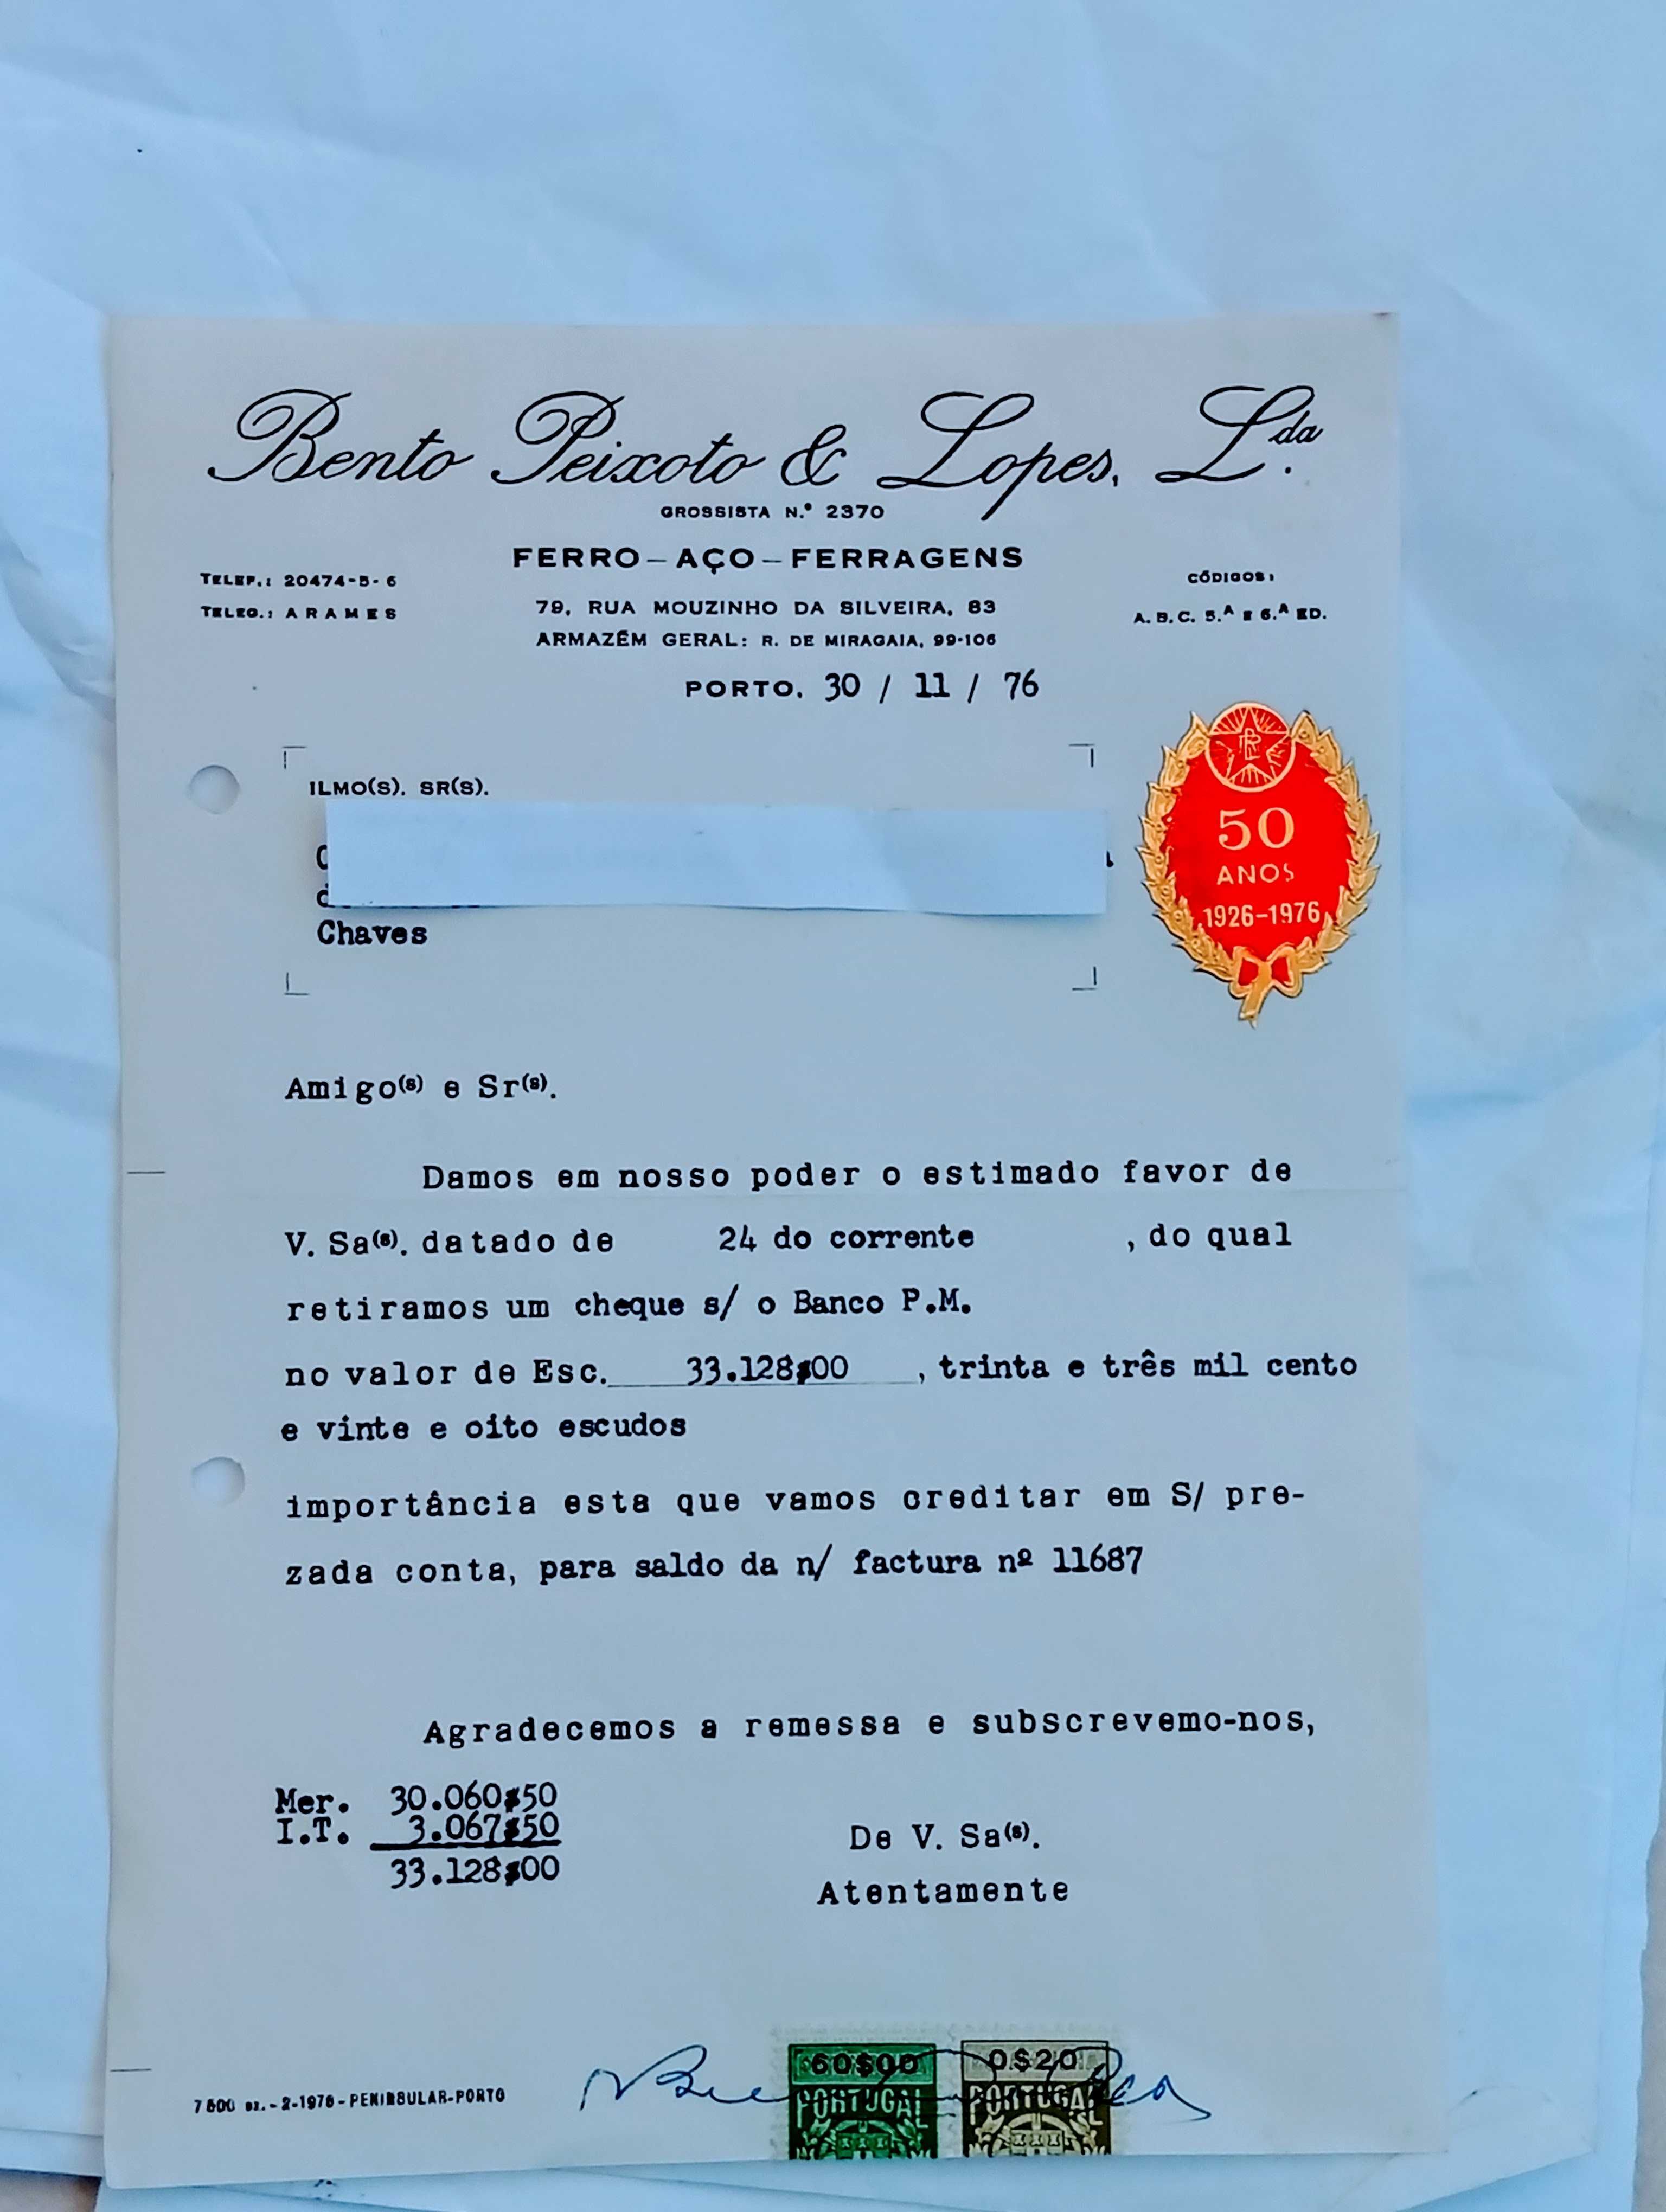 Bento Peixoto & Lopes, L.da
GROSSISTA N.º 2370
FERRO – AÇO – FERRAGENS
TELEF.: 20474-5-6
CÓDIGOS:
79, RUA MOUZINHO DA SILVEIRA, 83
TELEG.: ARAMES
A. B. C. 5.ª E 6.ª ED.
ARMAZÉM GERAL: R. DE MIRAGAIA, 99-106
PORTO, 30 / 11 / 76
ILMO(S). SR(S).
Chaves
50
ANOS
1926-1976
Amigo(s) e Sr(s).
Damos em nosso poder o estimado favor de
V. Sa(s). datado de 24 do corrente , do qual
retiramos um cheque s/ o Banco P.M.
no valor de Esc. 33.128$00 , trinta e três mil cento
e vinte e oito escudos
importância esta que vamos creditar em S/ pre-
zada conta, para saldo da n/ factura nº 11687
Agradecemos a remessa e subscrevemo-nos,
Mer. 30.060$50
I.T. 3.067$50
33.128$00
De V. Sa(s).
Atentamente
60$00
PORTUGAL
0$20
PORTUGAL
7 500 ex. - 2-1976 - PENINSULAR-PORTO